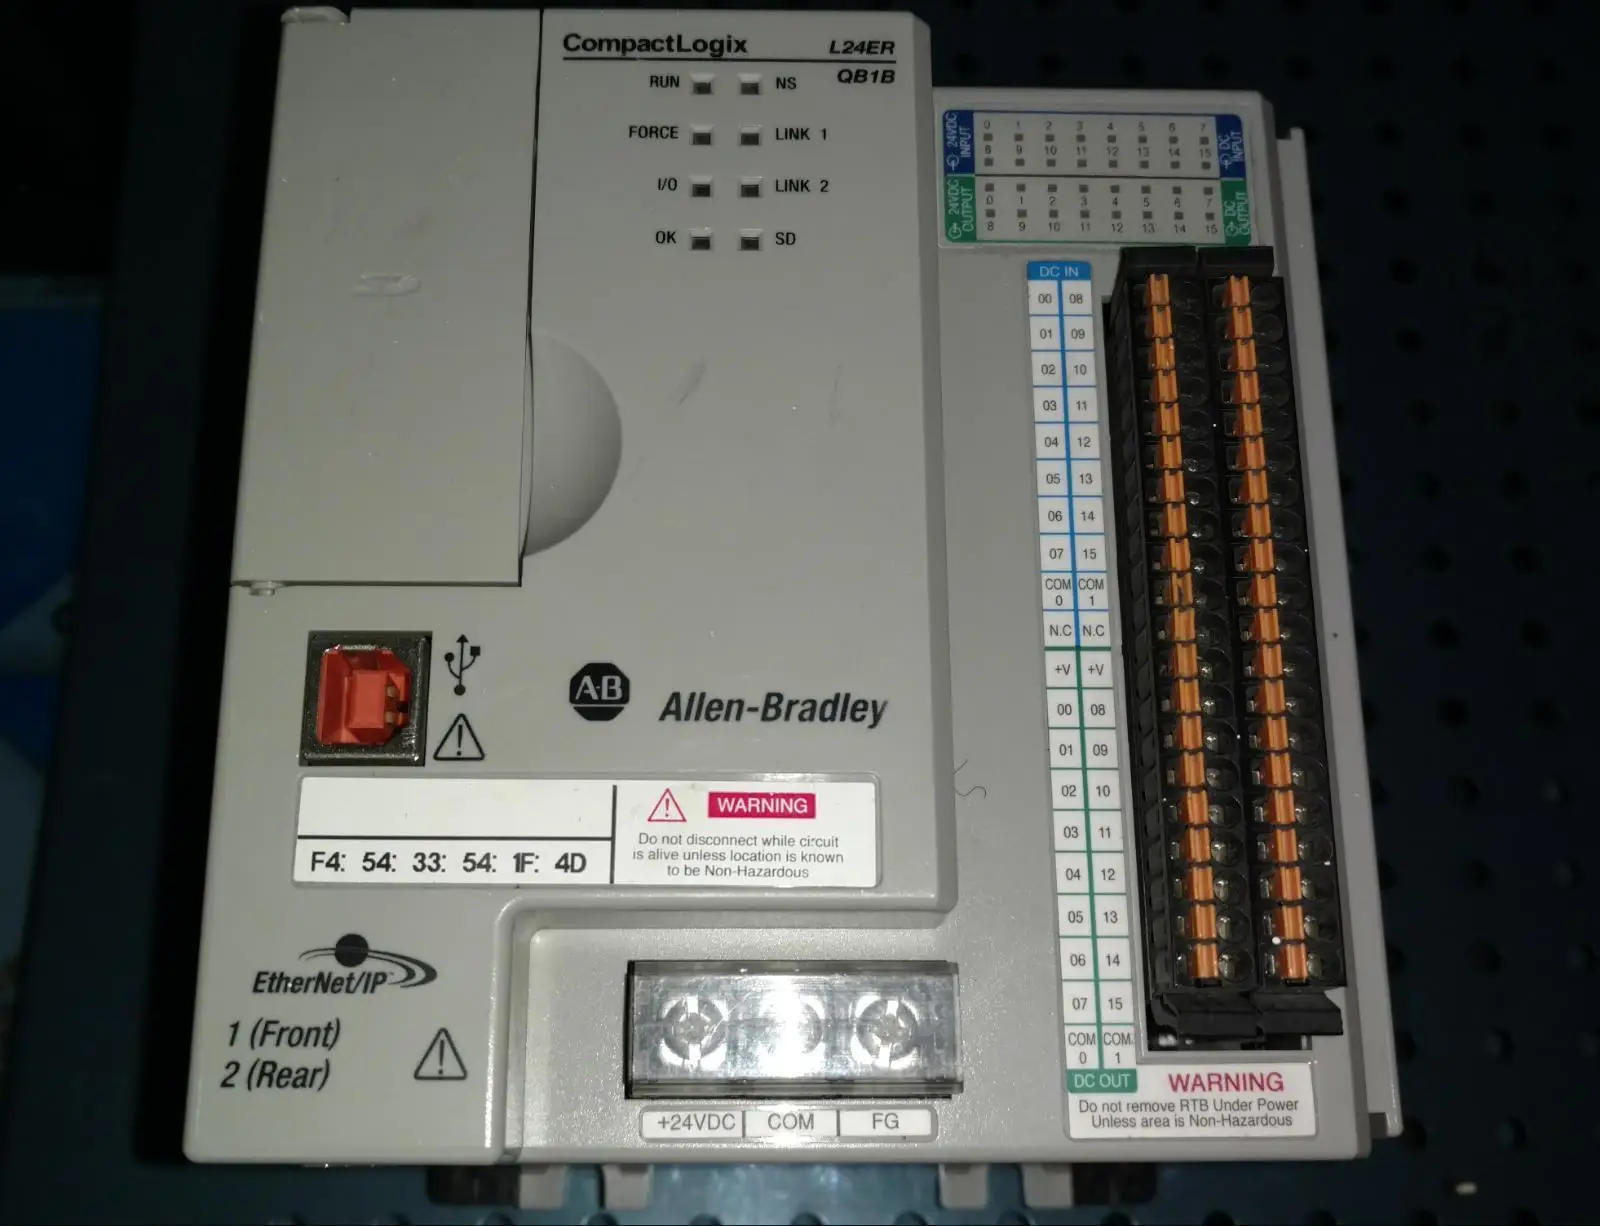 CompactLogix L24ER
QB1B
RUN NS
FORCE LINK 1
I/O LINK 2
OK SD
24VDC INPUT
0 1 2 3 4 5 6 7
8 9 10 11 12 13 14 15
DC INPUT
24VDC OUTPUT
0 1 2 3 4 5 6 7
8 9 10 11 12 13 14 15
DC OUTPUT
DC IN
00 08
01 09
02 10
03 11
04 12
05 13
06 14
07 15
COM 0 COM 1
N.C N.C
+V +V
00 08
01 09
02 10
03 11
04 12
05 13
06 14
07 15
COM 0 COM 1
DC OUT
A·B Allen-Bradley
WARNING
Do not disconnect while circuit
is alive unless location is known
to be Non-Hazardous
F4: 54: 33: 54: 1F: 4D
EtherNet/IP
1 (Front)
2 (Rear)
+24VDC COM FG
WARNING
Do not remove RTB Under Power
Unless area is Non-Hazardous